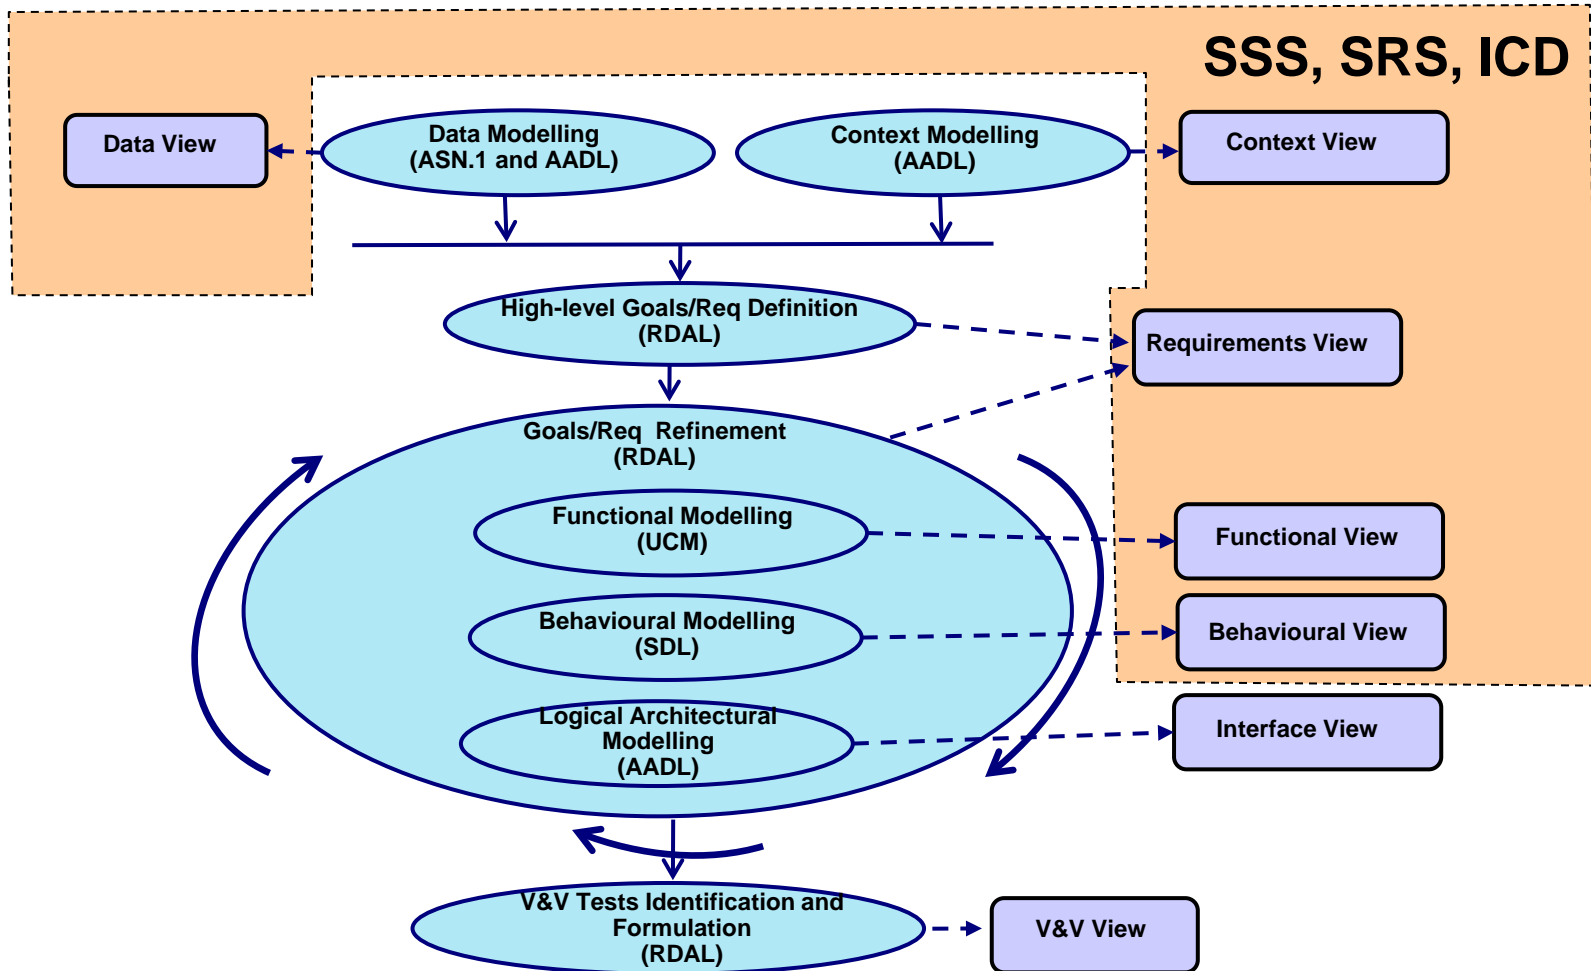 SSS, SRS, ICD
Data View
Data Modelling
(ASN.1 and AADL)
Context Modelling
(AADL)
Context View
High-level Goals/Req Definition
(RDAL)
Requirements View
Goals/Req Refinement
(RDAL)
Functional Modelling
(UCM)
Functional View
Behavioural Modelling
(SDL)
Behavioural View
Logical Architectural
Modelling
(AADL)
Interface View
V&V Tests Identification and
Formulation
(RDAL)
V&V View